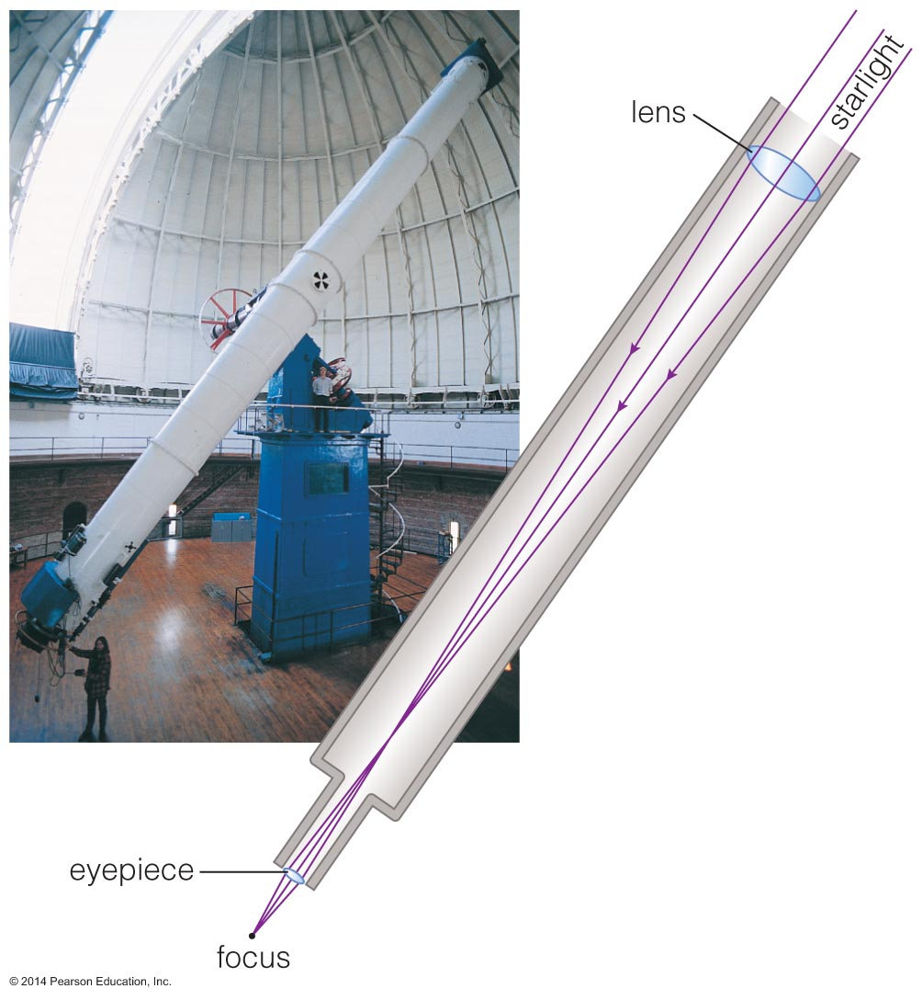 starlight
lens
eyepiece
focus
© 2014 Pearson Education, Inc.